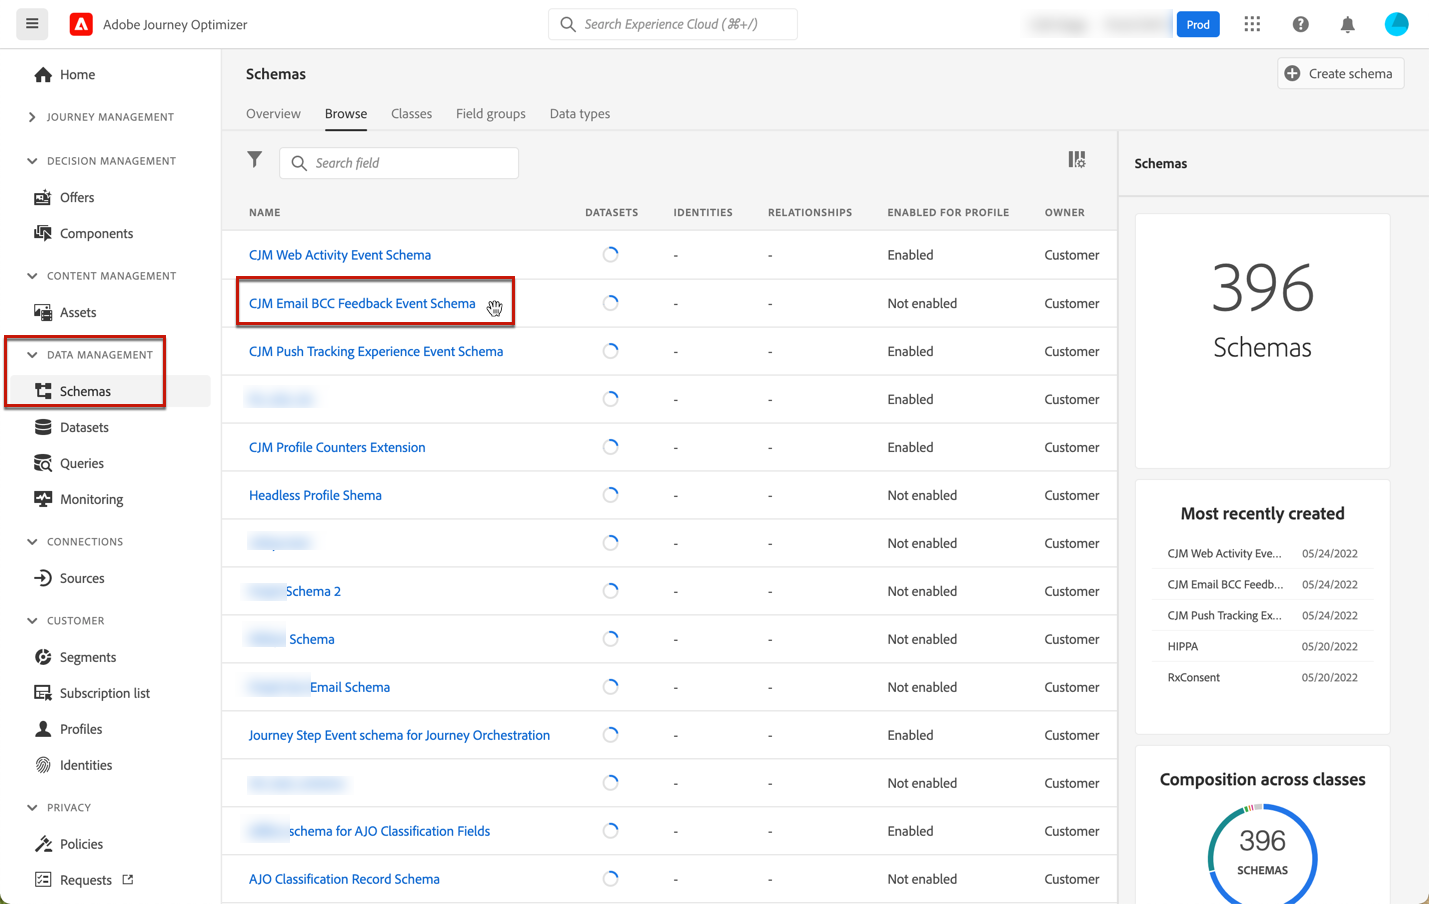 Adobe Journey Optimizer
Search Experience Cloud (⌘+/)
Prod
Home
JOURNEY MANAGEMENT
DECISION MANAGEMENT
Offers
Components
CONTENT MANAGEMENT
Assets
DATA MANAGEMENT
Schemas
Datasets
Queries
Monitoring
CONNECTIONS
Sources
CUSTOMER
Segments
Subscription list
Profiles
Identities
PRIVACY
Policies
Requests
Schemas
Create schema
Overview Browse Classes Field groups Data types
Search field
NAME DATASETS IDENTITIES RELATIONSHIPS ENABLED FOR PROFILE OWNER
CJM Web Activity Event Schema - - Enabled Customer
CJM Email BCC Feedback Event Schema - - Not enabled Customer
CJM Push Tracking Experience Event Schema - - Enabled Customer
- - Enabled Customer
CJM Profile Counters Extension - - Enabled Customer
Headless Profile Shema - - Not enabled Customer
- - Not enabled Customer
Schema 2 - - Not enabled Customer
Schema - - Not enabled Customer
Email Schema - - Not enabled Customer
Journey Step Event schema for Journey Orchestration - - Enabled Customer
- - Not enabled Customer
schema for AJO Classification Fields - - Enabled Customer
AJO Classification Record Schema - - Not enabled Customer
Schemas
396
Schemas
Most recently created
CJM Web Activity Eve... 05/24/2022
CJM Email BCC Feedb... 05/24/2022
CJM Push Tracking Ex... 05/24/2022
HIPPA 05/20/2022
RxConsent 05/20/2022
Composition across classes
396
SCHEMAS